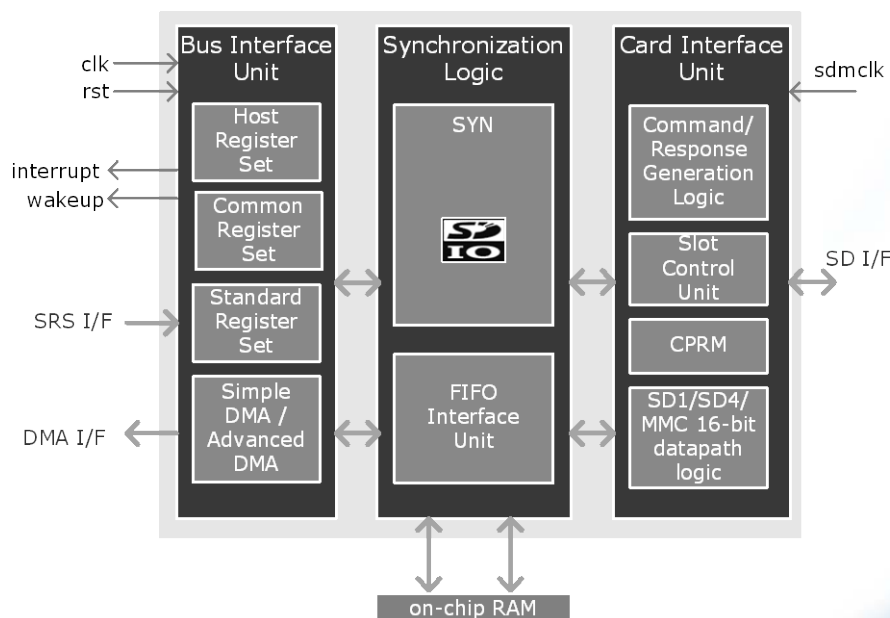 Bus Interface
Unit
Synchronization
Logic
Card Interface
Unit
clk
rst
sdmclk
Host
Register
Set
interrupt
wakeup
Common
Register
Set
SRS I/F
Standard
Register
Set
DMA I/F
Simple
DMA /
Advanced
DMA
SYN
SD
IO
FIFO
Interface
Unit
Command/
Response
Generation
Logic
Slot
Control
Unit
SD I/F
CPRM
SD1/SD4/
MMC 16-bit
datapath
logic
on-chip RAM